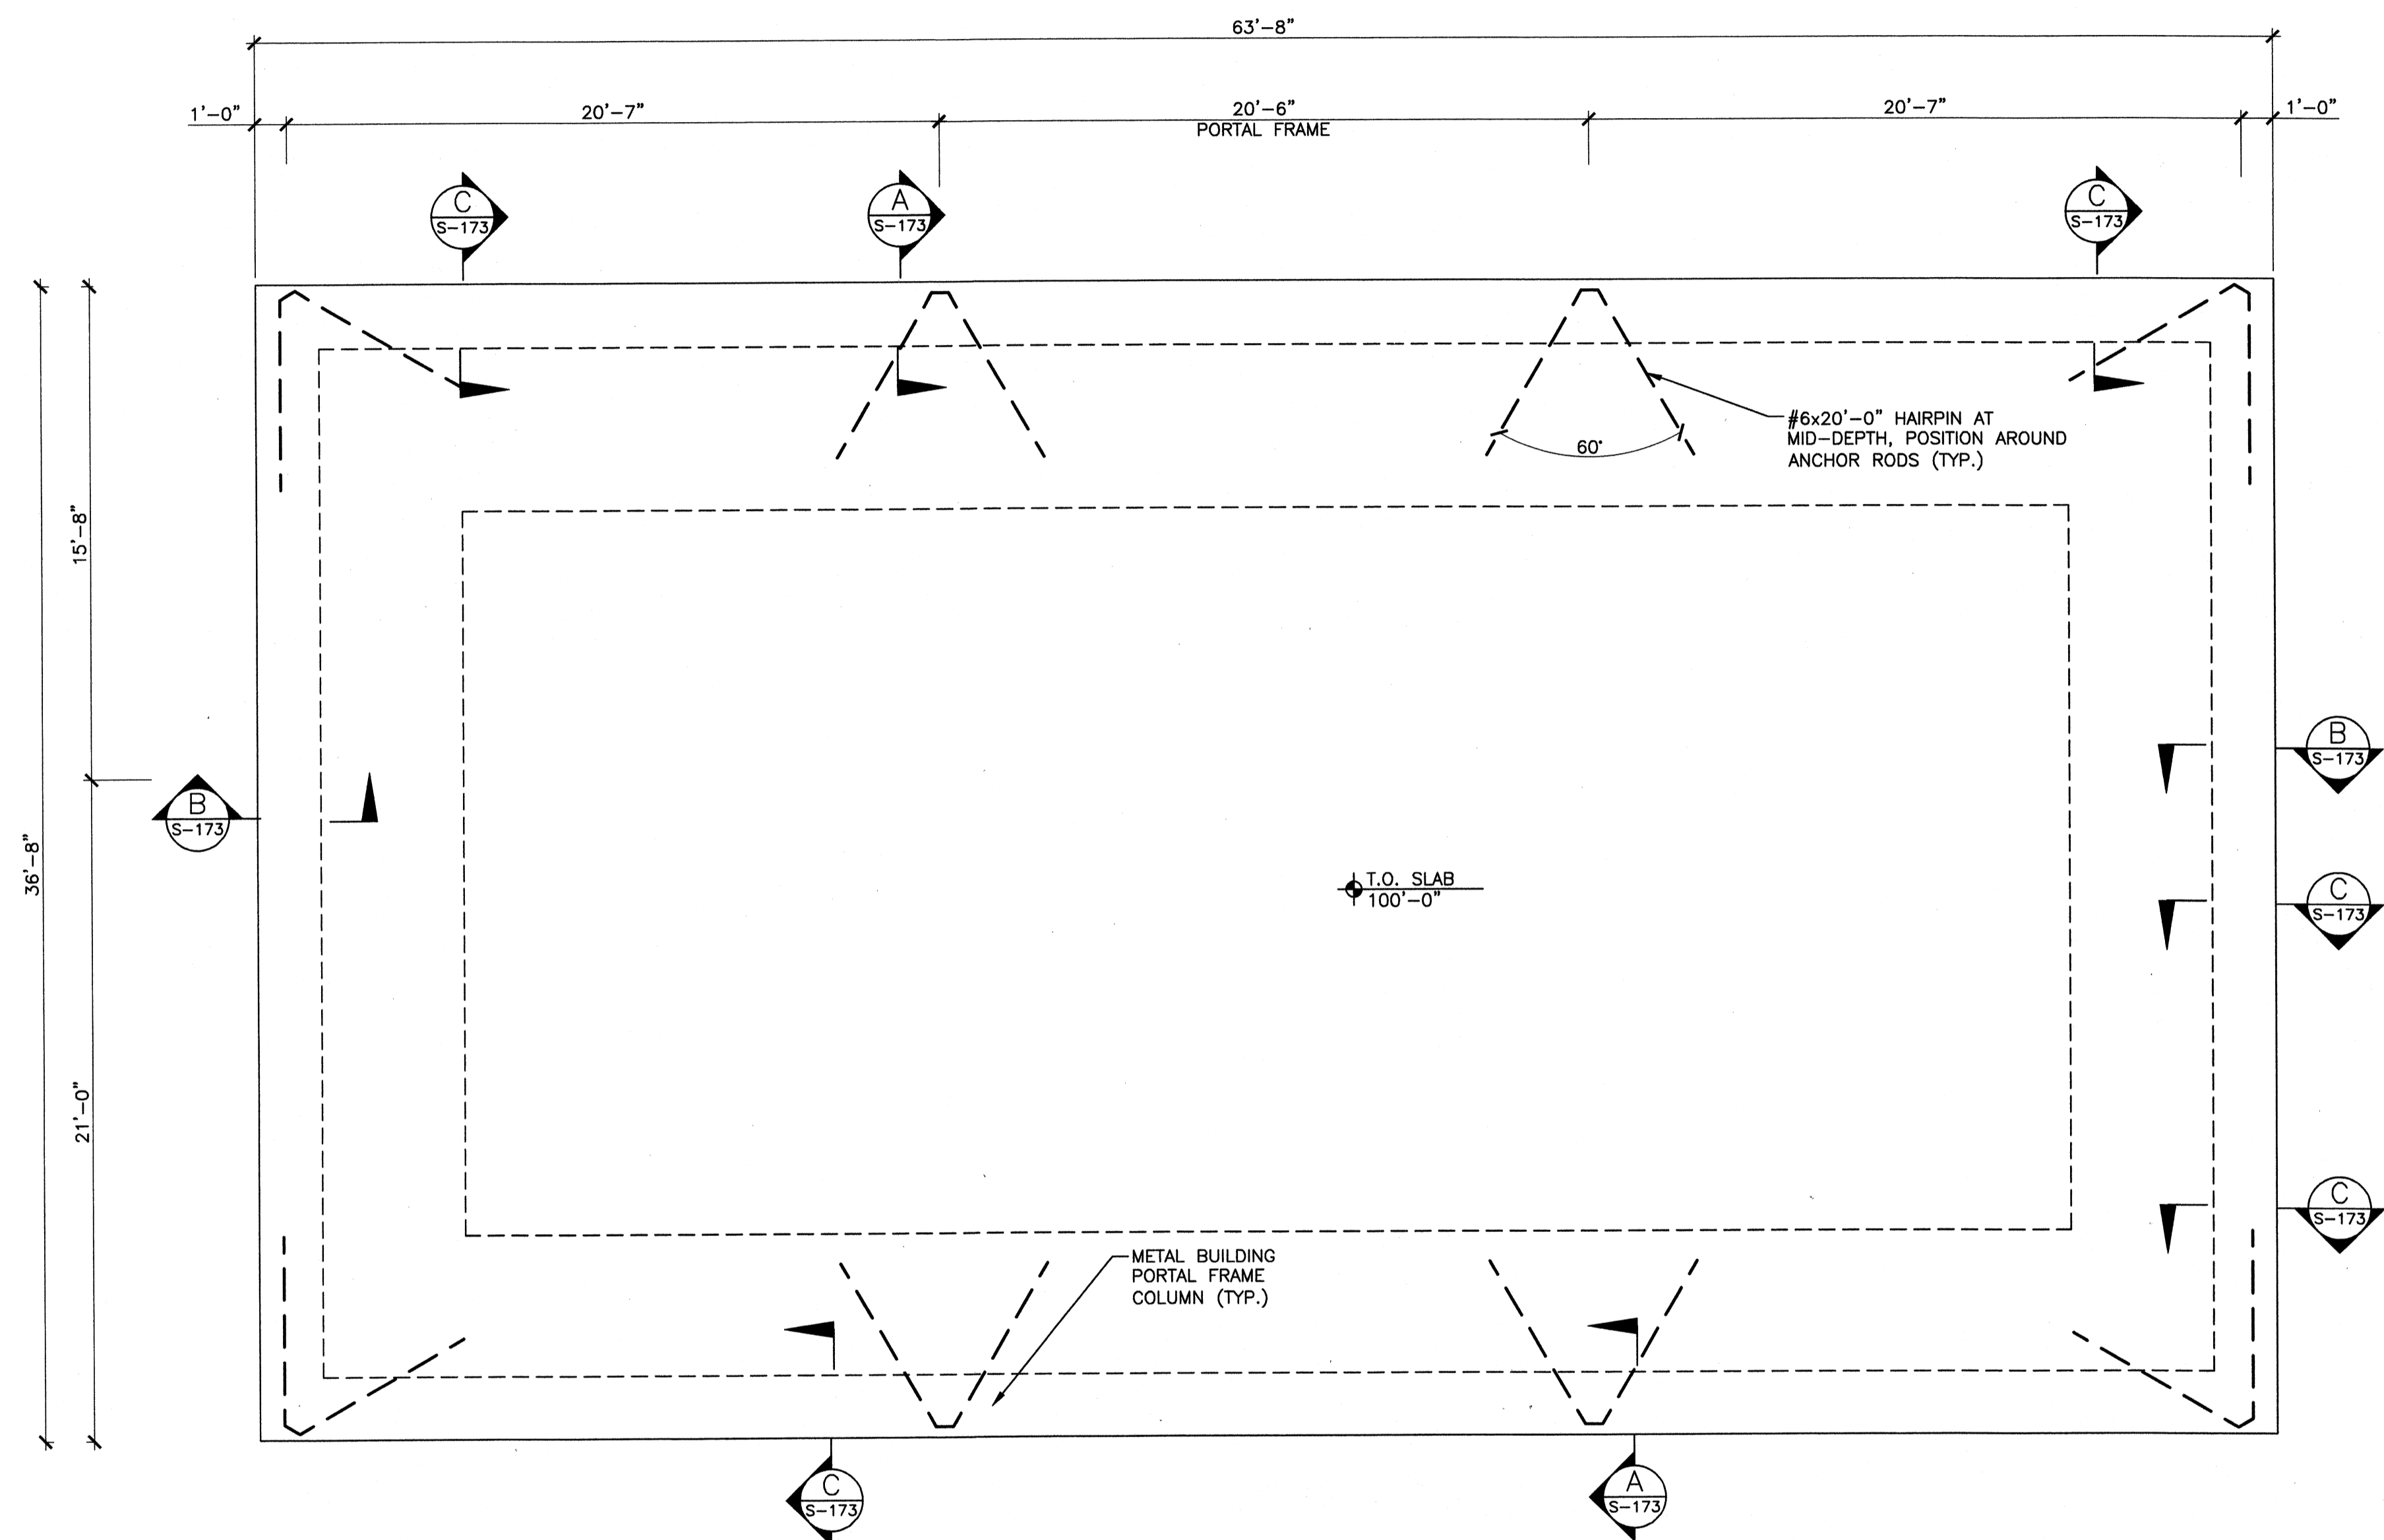 63'-8"
1'-0"
20'-7"
20'-6"
PORTAL FRAME
20'-7"
1'-0"
C
S-173
A
S-173
C
S-173
#6x20'-0" HAIRPIN AT
MID-DEPTH, POSITION AROUND
ANCHOR RODS (TYP.)
60°
15'-8"
B
S-173
B
S-173
36'-8"
T.O. SLAB
100'-0"
C
S-173
21'-0"
C
S-173
METAL BUILDING
PORTAL FRAME
COLUMN (TYP.)
C
S-173
A
S-173